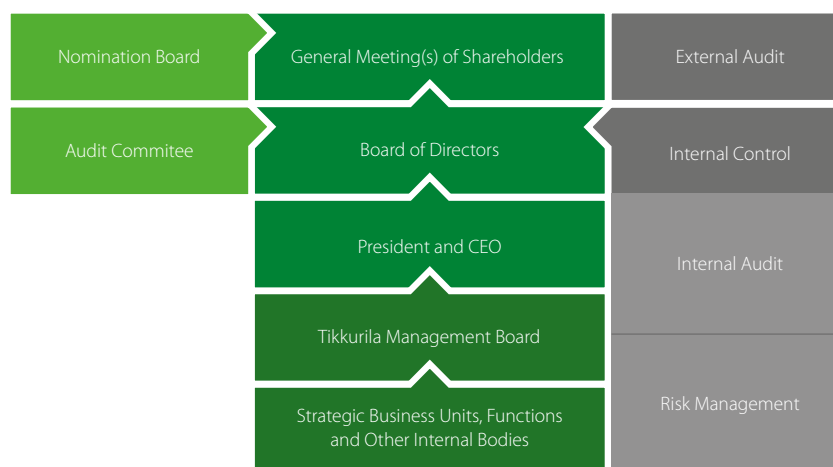 Nomination Board
General Meeting(s) of Shareholders
External Audit
Audit Commitee
Board of Directors
Internal Control
President and CEO
Internal Audit
Tikkurila Management Board
Risk Management
Strategic Business Units, Functions
and Other Internal Bodies